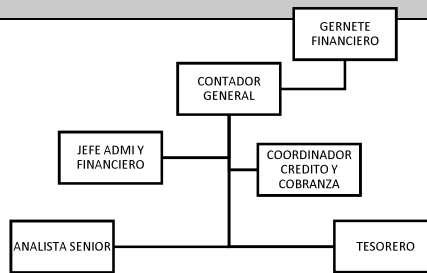 GERNETE
FINANCIERO
CONTADOR
GENERAL
JEFE ADMI Y
FINANCIERO
COORDINADOR
CREDITO Y
COBRANZA
ANALISTA SENIOR
TESORERO